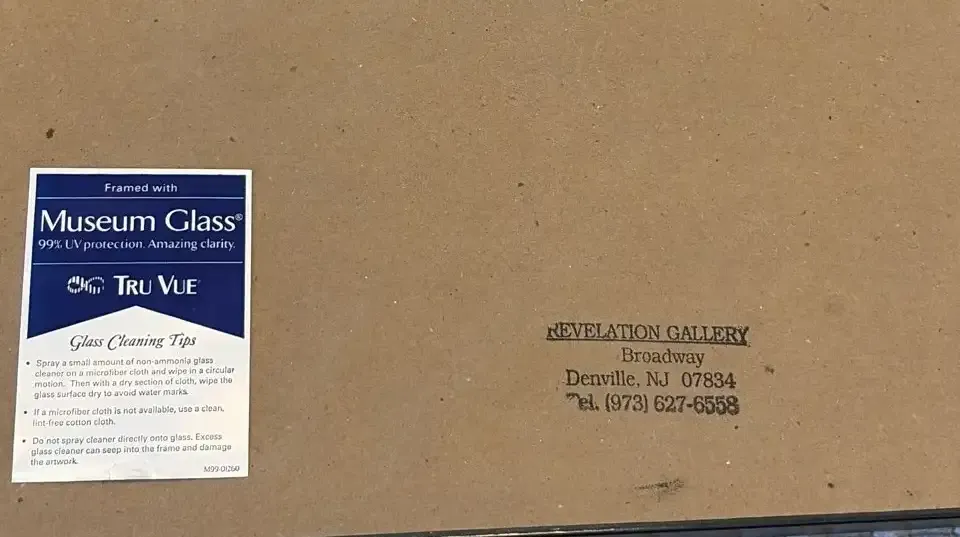 Framed with
Museum Glass®
99% UV protection. Amazing clarity.
TRU VUE
Glass Cleaning Tips
• Spray a small amount of non-ammonia glass
cleaner on a microfiber cloth and wipe in a circular
motion. Then with a dry section of cloth, wipe the
glass surface dry to avoid water marks.
• If a microfiber cloth is not available, use a clean,
lint-free cotton cloth.
• Do not spray cleaner directly onto glass. Excess
glass cleaner can seep into the frame and damage
the artwork.
M99-01260
REVELATION GALLERY
Broadway
Denville, NJ 07834
Tel. (973) 627-6558